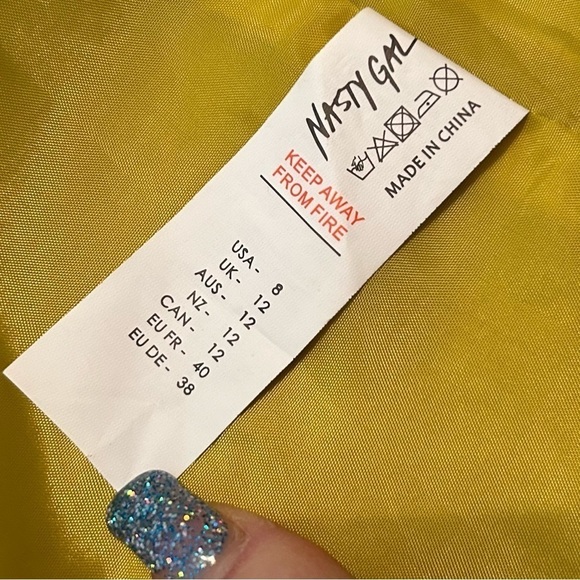 NASTY GAL
MADE IN CHINA
KEEP AWAY
FROM FIRE
USA - 8
UK - 12
AUS - 12
NZ - 12
CAN - 12
EU FR - 40
EU DE - 38